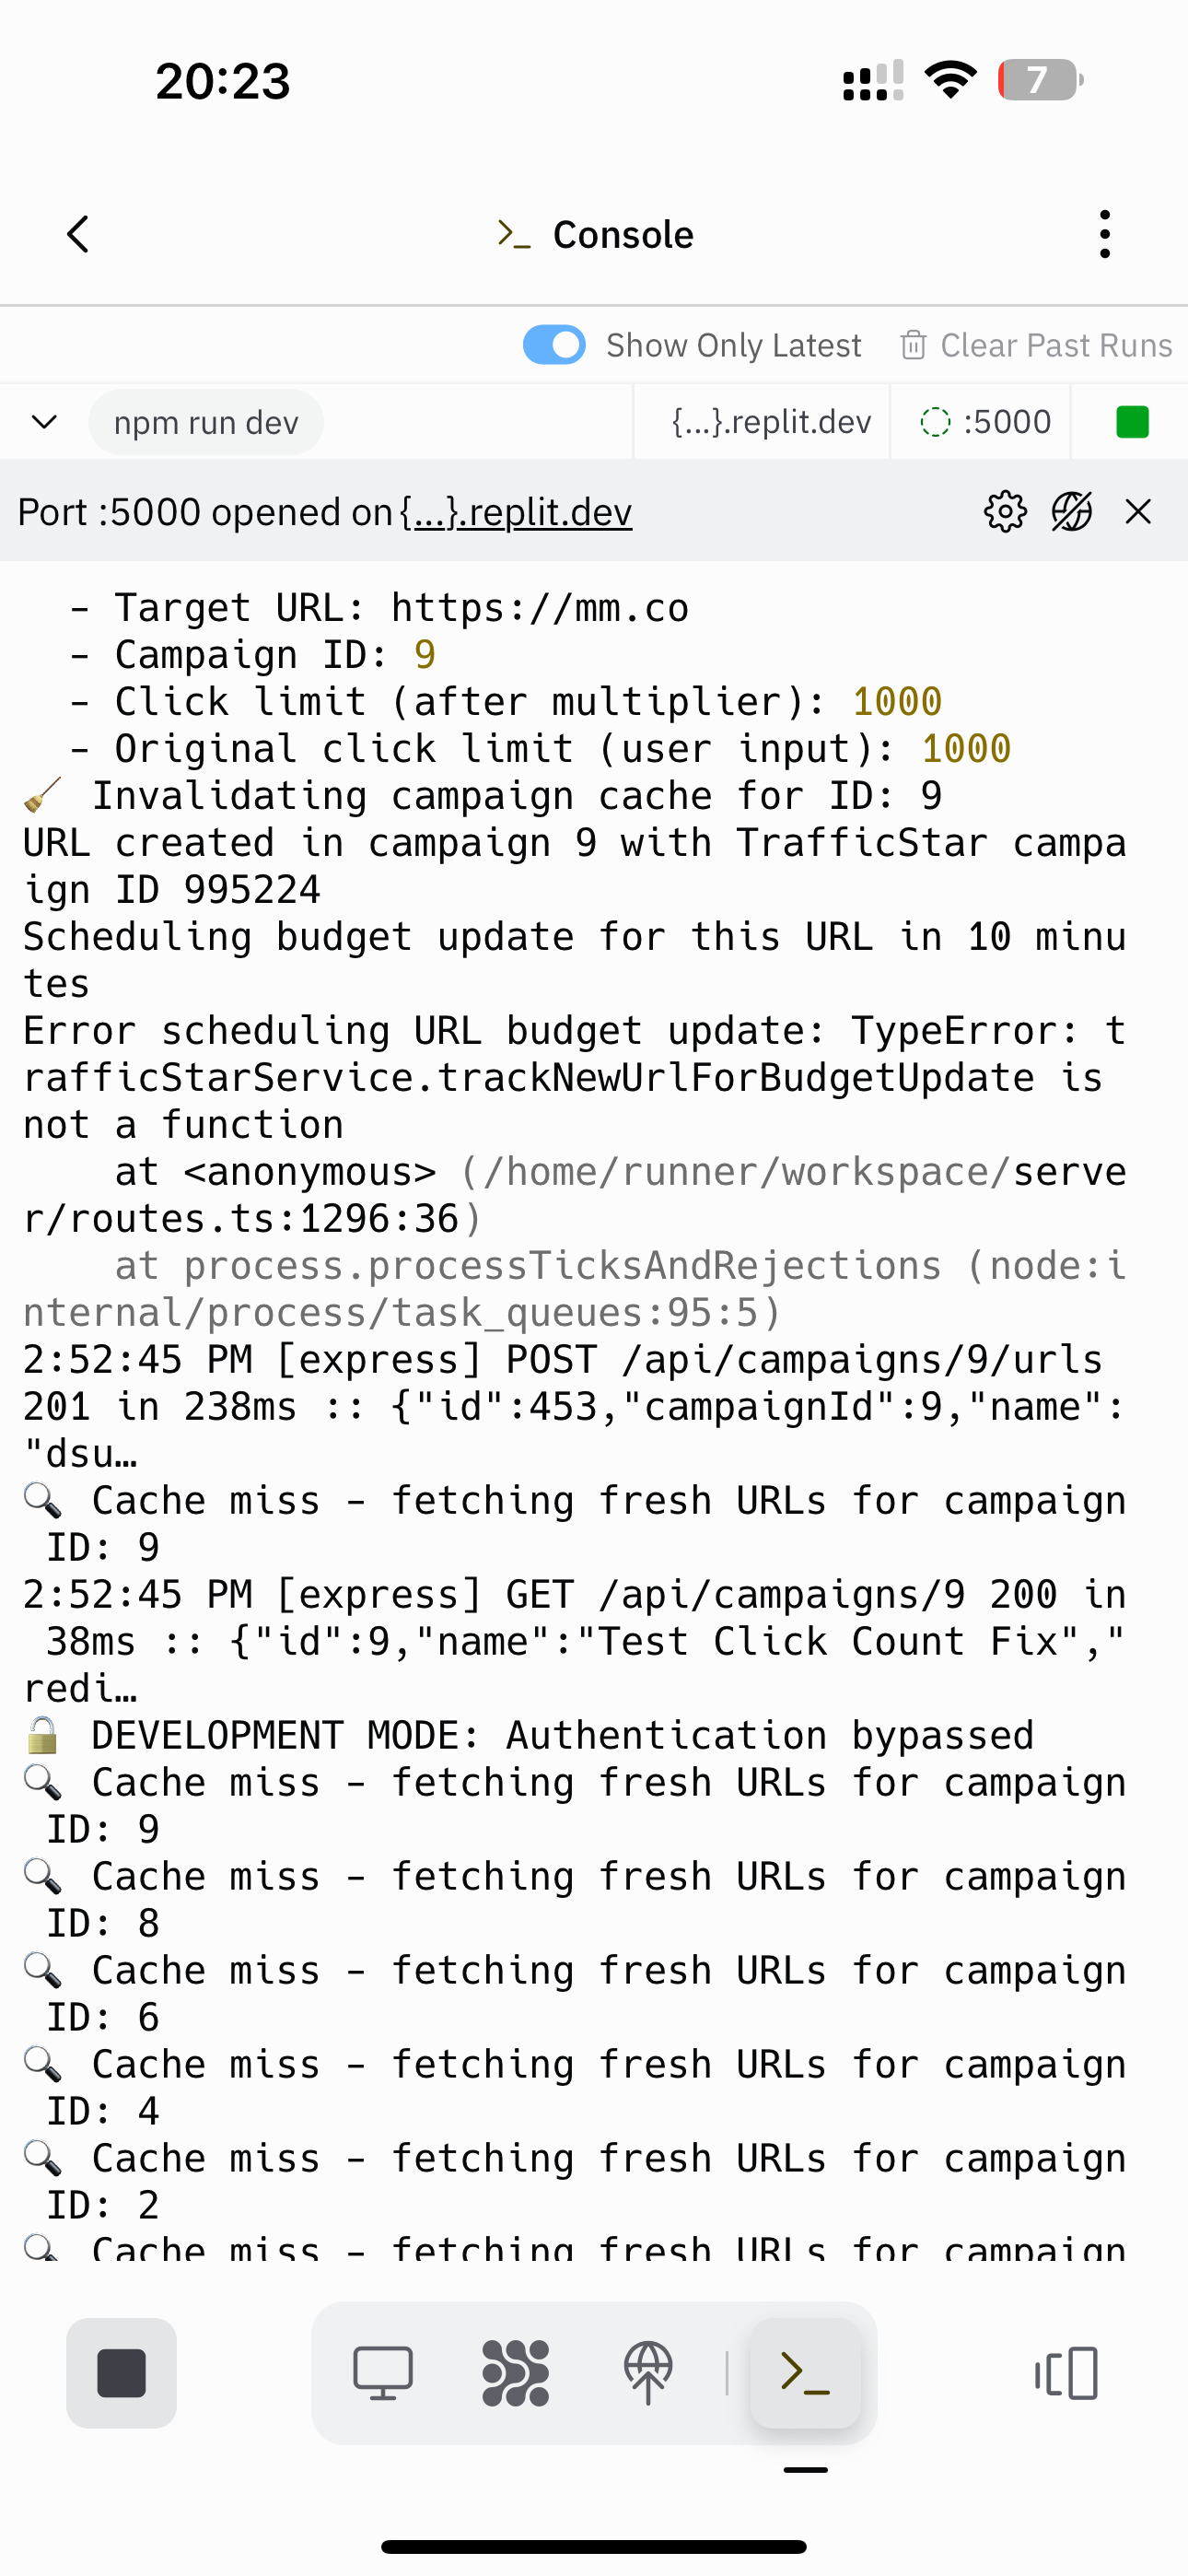 20:23
7
>_ Console
Show Only Latest Clear Past Runs
npm run dev {...}.replit.dev :5000
Port :5000 opened on {...}.replit.dev
- Target URL: https://mm.co
- Campaign ID: 9
- Click limit (after multiplier): 1000
- Original click limit (user input): 1000
🧹 Invalidating campaign cache for ID: 9
URL created in campaign 9 with TrafficStar campa
ign ID 995224
Scheduling budget update for this URL in 10 minu
tes
Error scheduling URL budget update: TypeError: t
rafficStarService.trackNewUrlForBudgetUpdate is
not a function
at <anonymous> (/home/runner/workspace/serve
r/routes.ts:1296:36)
at process.processTicksAndRejections (node:i
nternal/process/task_queues:95:5)
2:52:45 PM [express] POST /api/campaigns/9/urls
201 in 238ms :: {"id":453,"campaignId":9,"name":
"dsu…
🔍 Cache miss - fetching fresh URLs for campaign
ID: 9
2:52:45 PM [express] GET /api/campaigns/9 200 in
38ms :: {"id":9,"name":"Test Click Count Fix","
redi…
🔓 DEVELOPMENT MODE: Authentication bypassed
🔍 Cache miss - fetching fresh URLs for campaign
ID: 9
🔍 Cache miss - fetching fresh URLs for campaign
ID: 8
🔍 Cache miss - fetching fresh URLs for campaign
ID: 6
🔍 Cache miss - fetching fresh URLs for campaign
ID: 4
🔍 Cache miss - fetching fresh URLs for campaign
ID: 2
🔍 Cache miss - fetching fresh URLs for campaign